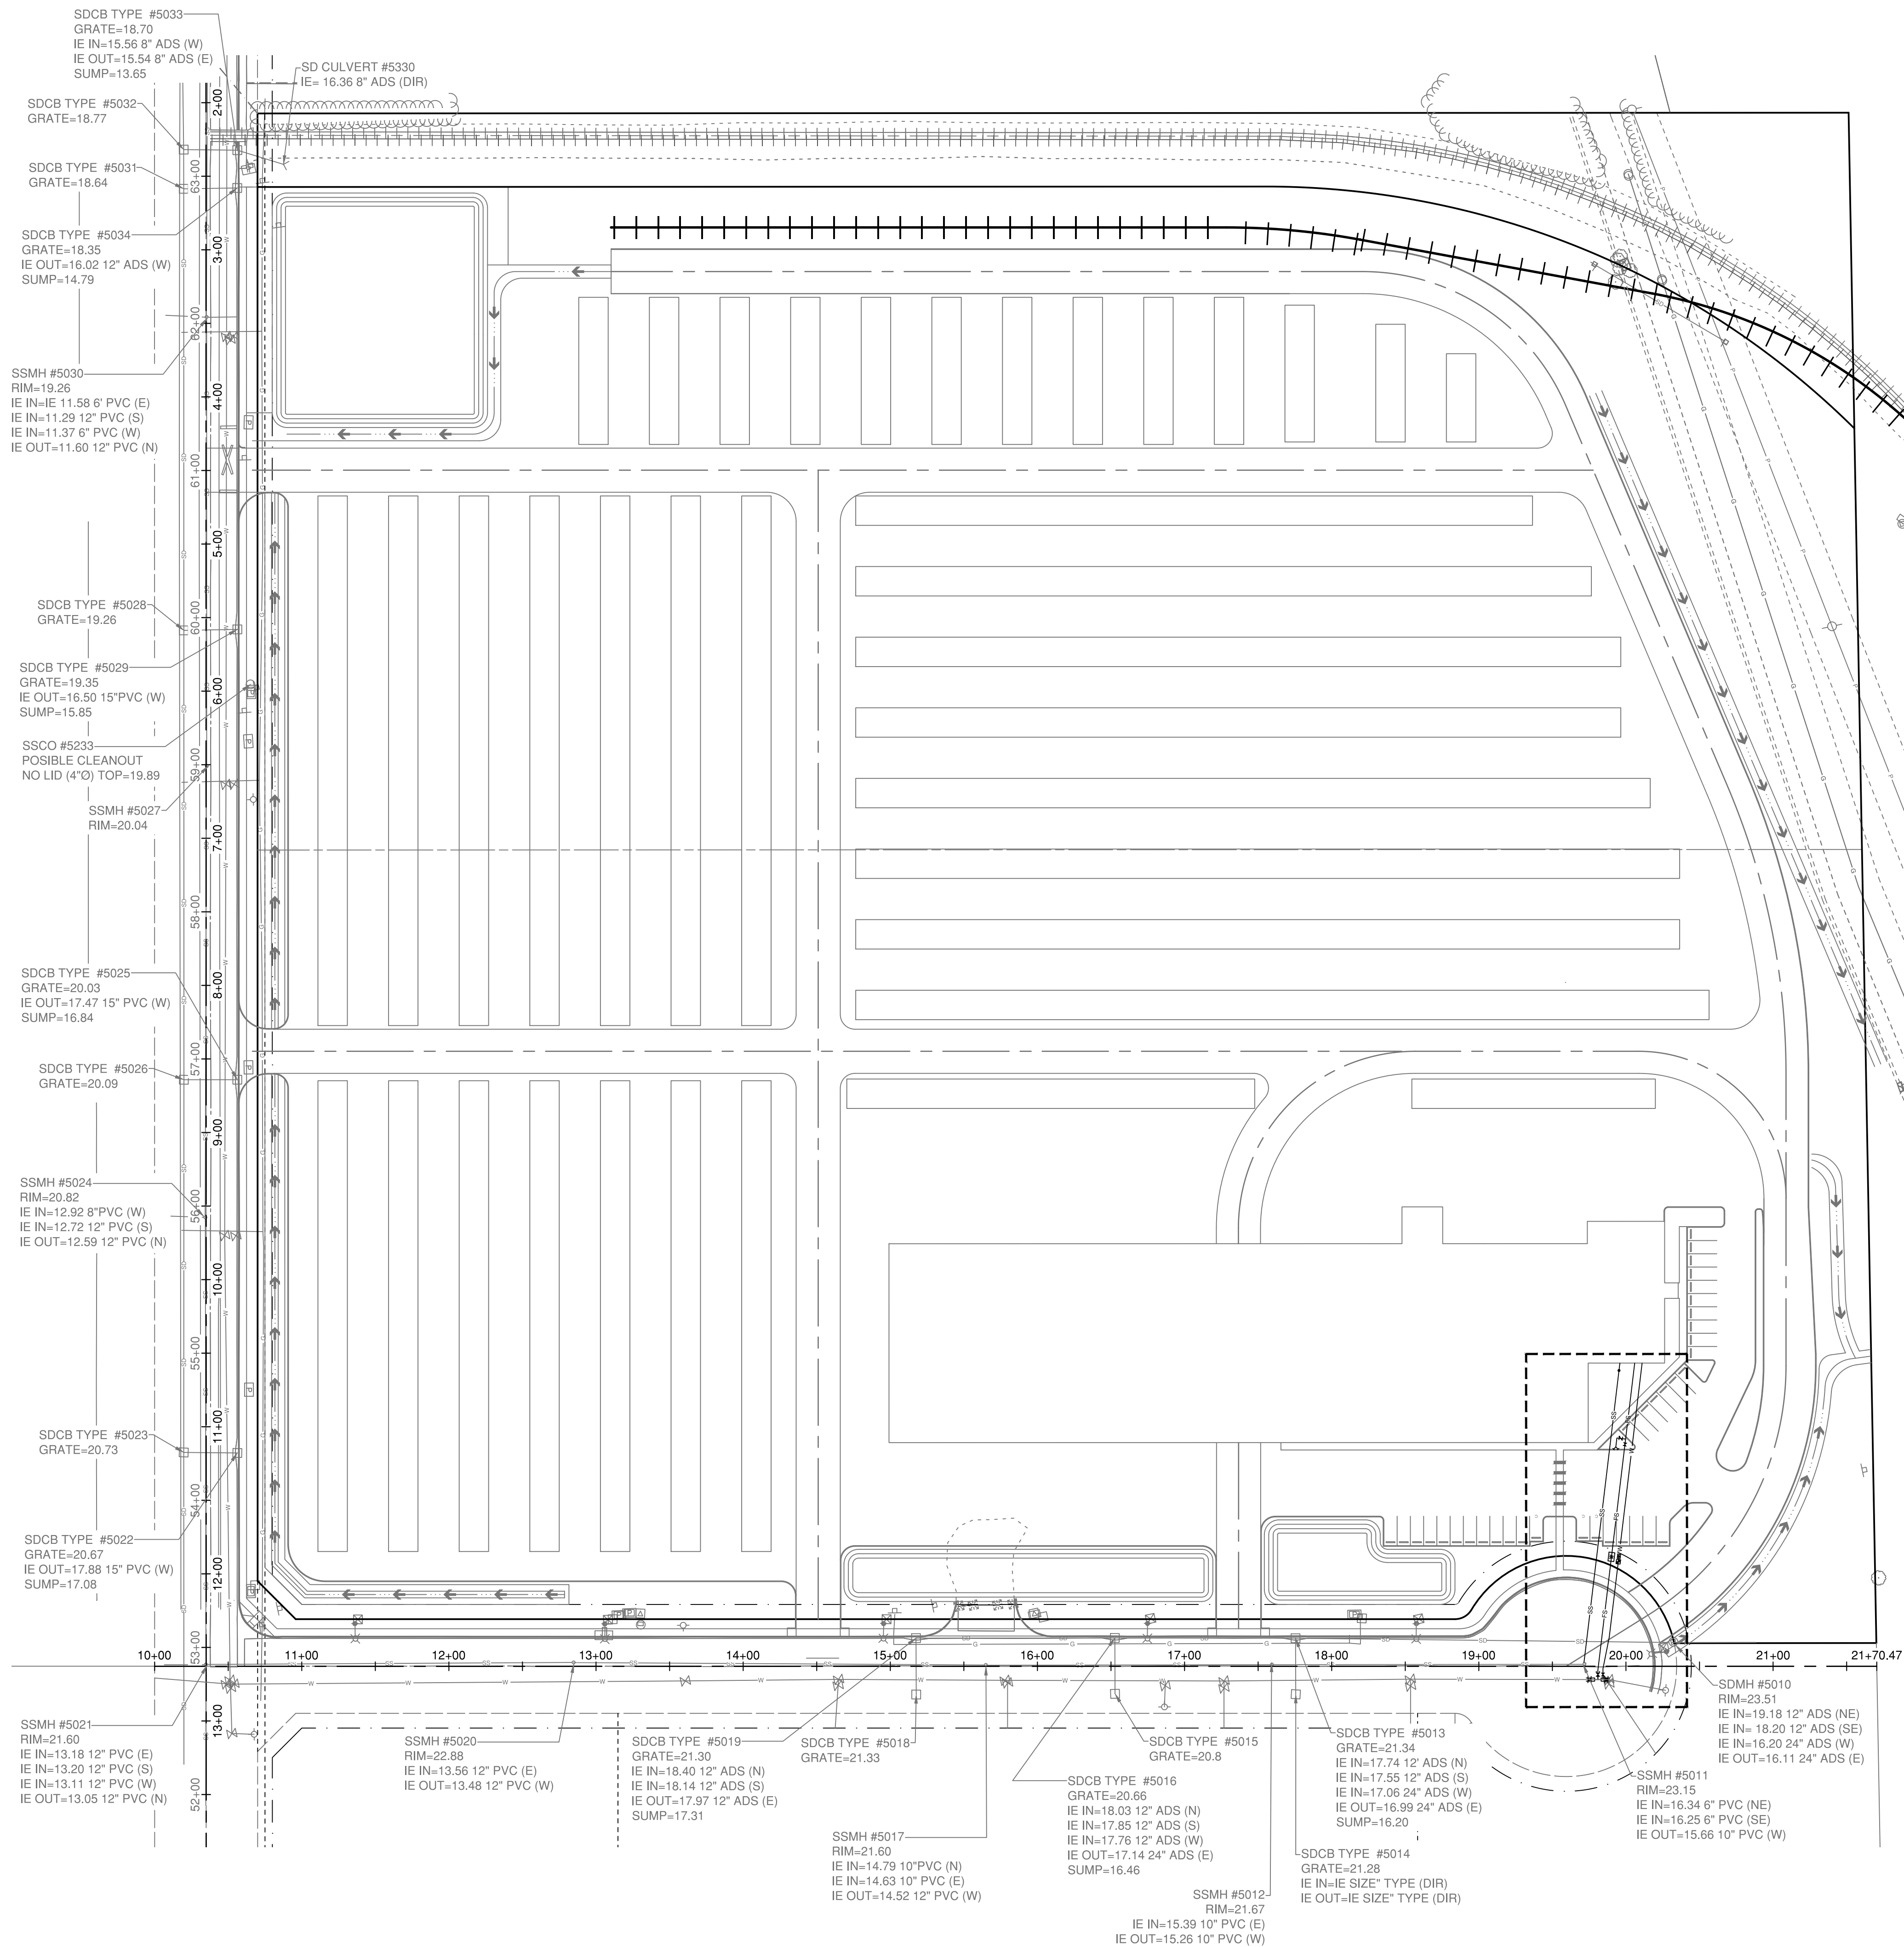 SDCB TYPE #5033
GRATE=18.70
IE IN=15.56 8" ADS (W)
IE OUT=15.54 8" ADS (E)
SUMP=13.65
SD CULVERT #5330
IE= 16.36 8" ADS (DIR)
SDCB TYPE #5032
GRATE=18.77
SDCB TYPE #5031
GRATE=18.64
SDCB TYPE #5034
GRATE=18.35
IE OUT=16.02 12" ADS (W)
SUMP=14.79
SSMH #5030
RIM=19.26
IE IN=IE 11.58 6' PVC (E)
IE IN=11.29 12" PVC (S)
IE IN=11.37 6" PVC (W)
IE OUT=11.60 12" PVC (N)
SDCB TYPE #5028
GRATE=19.26
SDCB TYPE #5029
GRATE=19.35
IE OUT=16.50 15"PVC (W)
SUMP=15.85
SSCO #5233
POSIBLE CLEANOUT
NO LID (4"Ø) TOP=19.89
SSMH #5027
RIM=20.04
SDCB TYPE #5025
GRATE=20.03
IE OUT=17.47 15" PVC (W)
SUMP=16.84
SDCB TYPE #5026
GRATE=20.09
SSMH #5024
RIM=20.82
IE IN=12.92 8"PVC (W)
IE IN=12.72 12" PVC (S)
IE OUT=12.59 12" PVC (N)
SDCB TYPE #5023
GRATE=20.73
SDCB TYPE #5022
GRATE=20.67
IE OUT=17.88 15" PVC (W)
SUMP=17.08
2+00
63+00
3+00
62+00
4+00
61+00
5+00
60+00
6+00
59+00
7+00
58+00
8+00
57+00
9+00
56+00
10+00
55+00
11+00
54+00
12+00
53+00
13+00
52+00
10+00
11+00
12+00
13+00
14+00
15+00
16+00
17+00
18+00
19+00
20+00
21+00
21+70.47
SSMH #5021
RIM=21.60
IE IN=13.18 12" PVC (E)
IE IN=13.20 12" PVC (S)
IE IN=13.11 12" PVC (W)
IE OUT=13.05 12" PVC (N)
SSMH #5020
RIM=22.88
IE IN=13.56 12" PVC (E)
IE OUT=13.48 12" PVC (W)
SDCB TYPE #5019
GRATE=21.30
IE IN=18.40 12" ADS (N)
IE IN=18.14 12" ADS (S)
IE OUT=17.97 12" ADS (E)
SUMP=17.31
SDCB TYPE #5018
GRATE=21.33
SSMH #5017
RIM=21.60
IE IN=14.79 10"PVC (N)
IE IN=14.63 10" PVC (E)
IE OUT=14.52 12" PVC (W)
SDCB TYPE #5015
GRATE=20.8
SDCB TYPE #5016
GRATE=20.66
IE IN=18.03 12" ADS (N)
IE IN=17.85 12" ADS (S)
IE IN=17.76 12" ADS (W)
IE OUT=17.14 24" ADS (E)
SUMP=16.46
SSMH #5012
RIM=21.67
IE IN=15.39 10" PVC (E)
IE OUT=15.26 10" PVC (W)
SDCB TYPE #5013
GRATE=21.34
IE IN=17.74 12' ADS (N)
IE IN=17.55 12" ADS (S)
IE IN=17.06 24" ADS (W)
IE OUT=16.99 24" ADS (E)
SUMP=16.20
SDCB TYPE #5014
GRATE=21.28
IE IN=IE SIZE" TYPE (DIR)
IE OUT=IE SIZE" TYPE (DIR)
SDMH #5010
RIM=23.51
IE IN=19.18 12" ADS (NE)
IE IN= 18.20 12" ADS (SE)
IE IN=16.20 24" ADS (W)
IE OUT=16.11 24" ADS (E)
SSMH #5011
RIM=23.15
IE IN=16.34 6" PVC (NE)
IE IN=16.25 6" PVC (SE)
IE OUT=15.66 10" PVC (W)